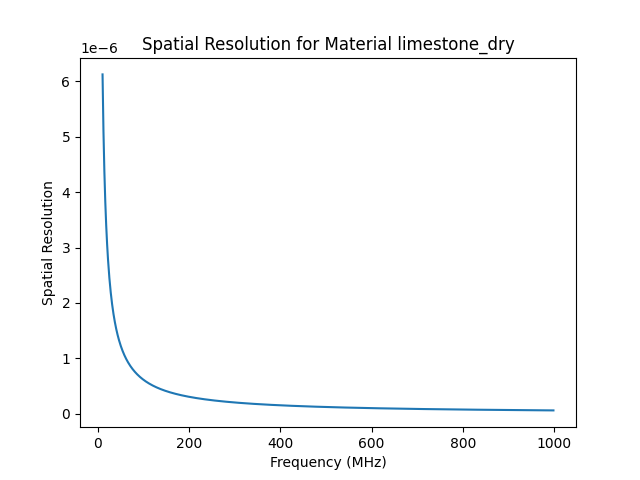 Spatial Resolution for Material limestone_dry
1e−6
6
5
4
3
2
1
0
Spatial Resolution
0 200 400 600 800 1000
Frequency (MHz)